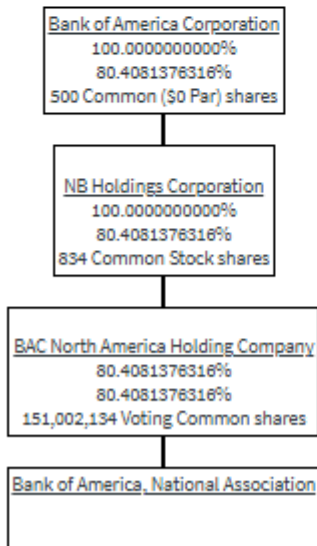 Bank of America Corporation
100.0000000000%
80.4081376316%
500 Common ($0 Par) shares
NB Holdings Corporation
100.0000000000%
80.4081376316%
834 Common Stock shares
BAC North America Holding Company
80.4081376316%
80.4081376316%
151,002,134 Voting Common shares
Bank of America, National Association